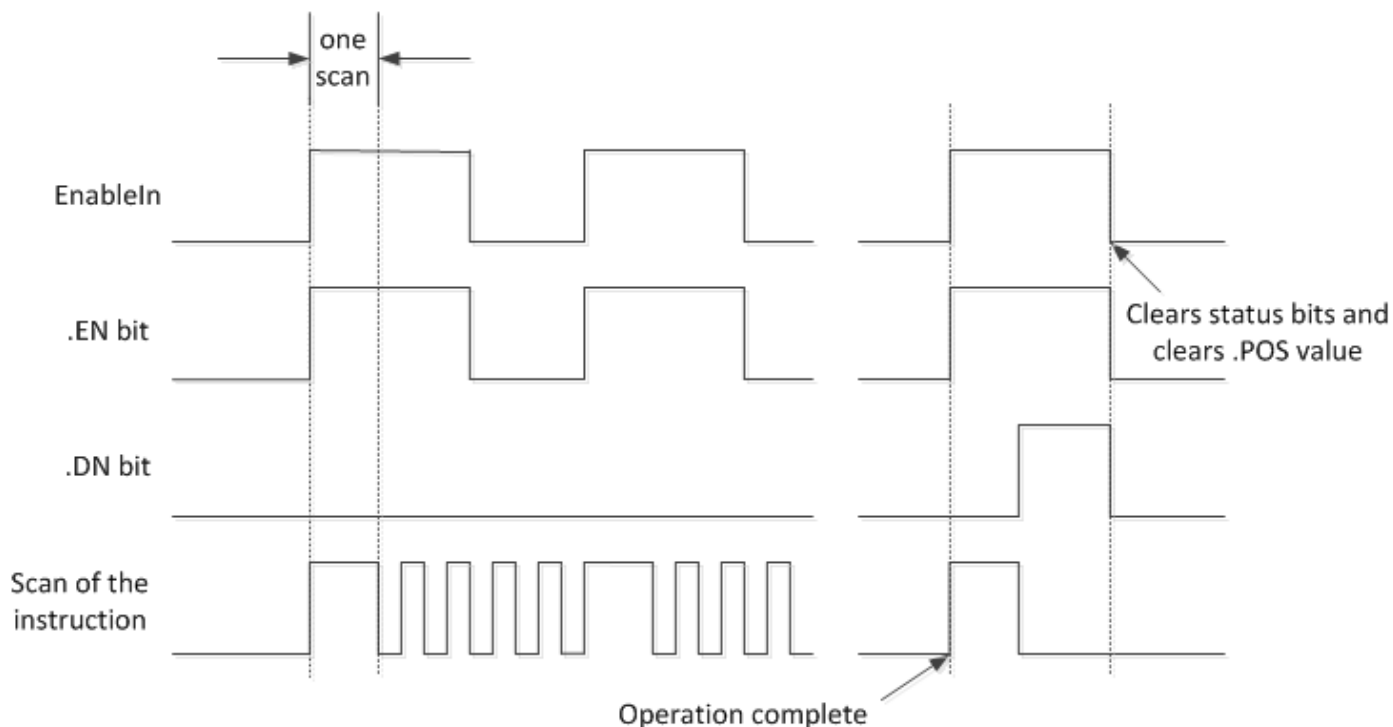 one
scan
EnableIn
.EN bit
Clears status bits and
clears .POS value
.DN bit
Scan of the
instruction
Operation complete